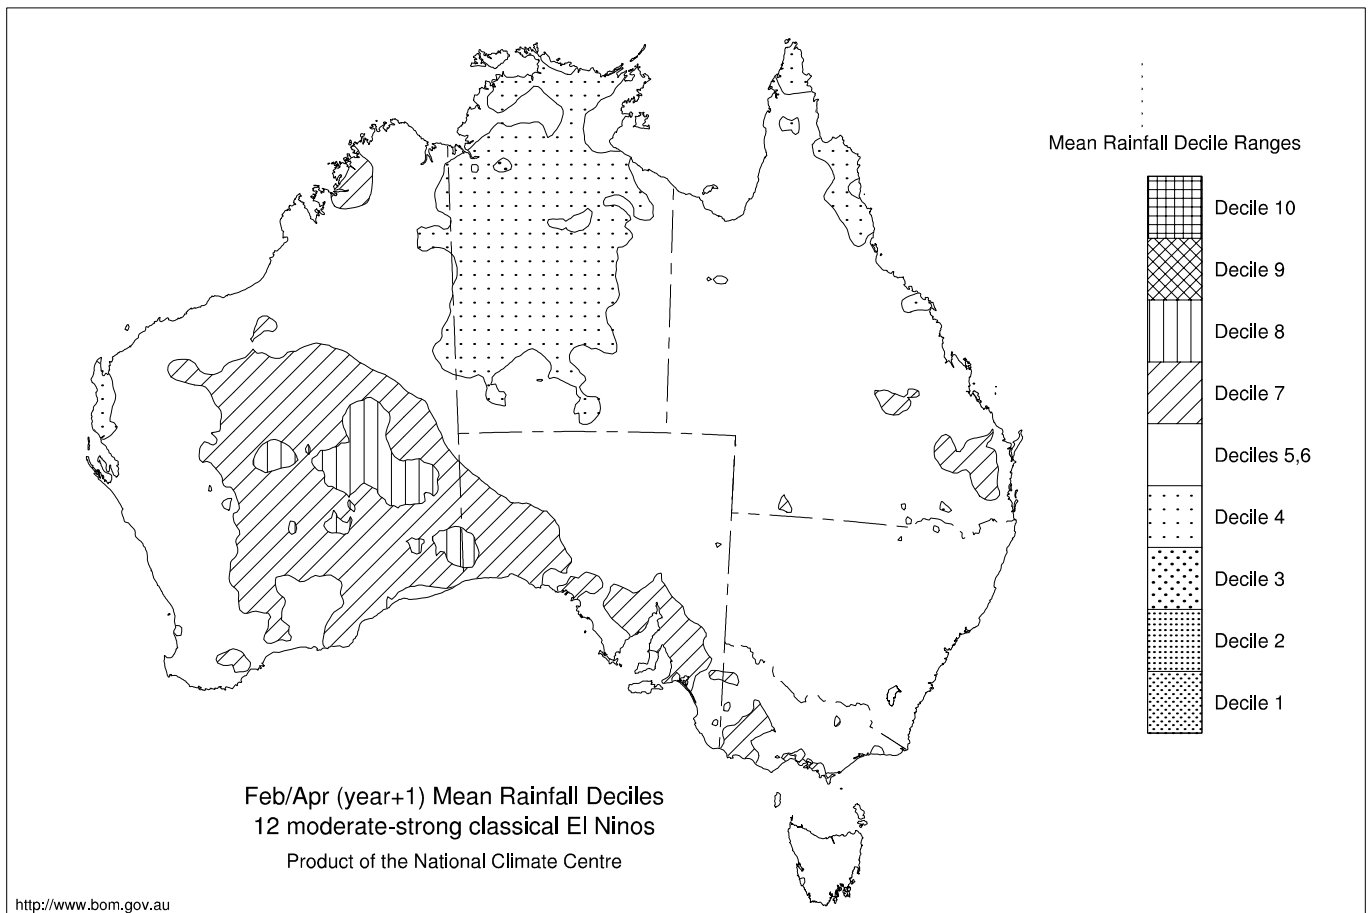 Mean Rainfall Decile Ranges
Decile 10
Decile 9
Decile 8
Decile 7
Deciles 5,6
Decile 4
Decile 3
Decile 2
Decile 1
Feb/Apr (year+1) Mean Rainfall Deciles
12 moderate-strong classical El Ninos
Product of the National Climate Centre
http://www.bom.gov.au